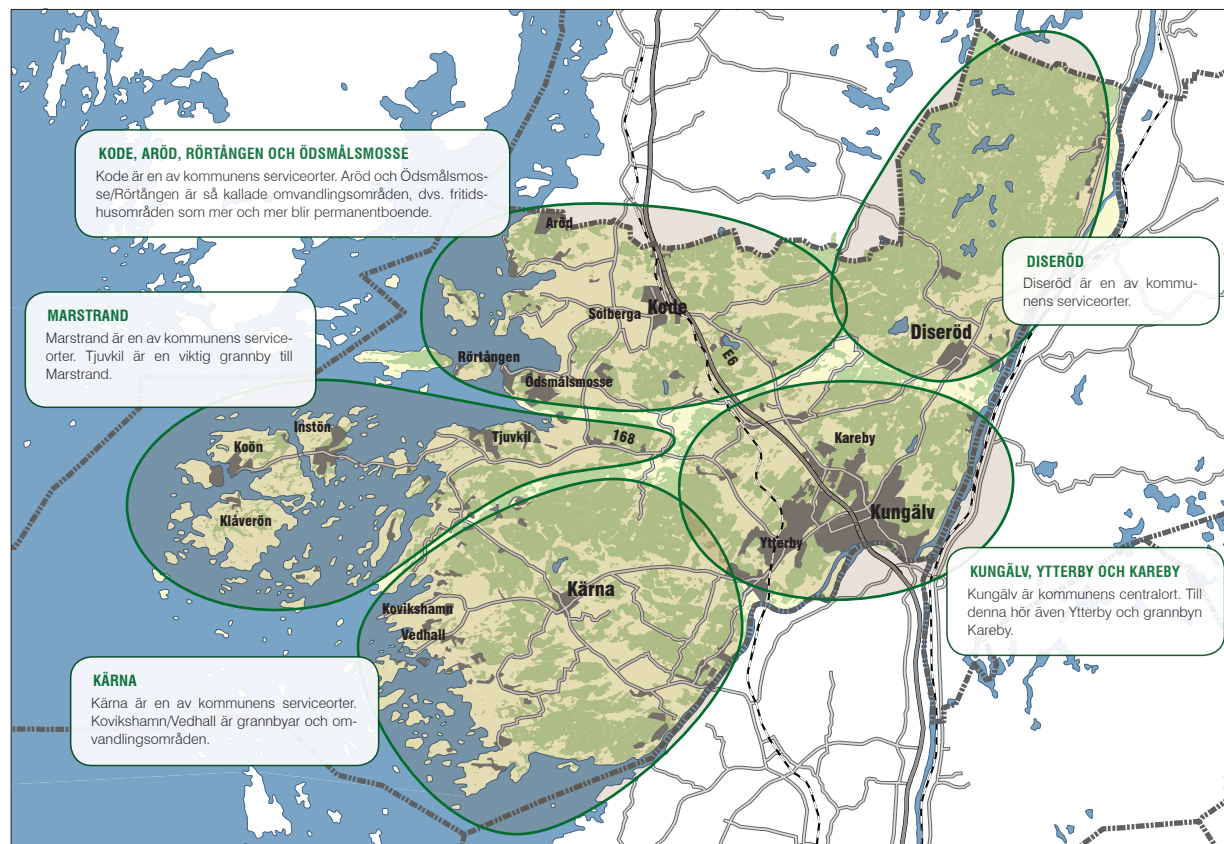 KODE, ARÖD, RÖRTÅNGEN OCH ÖDSMÅLSMOSSE
Kode är en av kommunens serviceorter. Aröd och Ödsmålsmos-
se/Rörtången är så kallade omvandlingsområden, dvs. fritids-
husområden som mer och mer blir permanentboende.
Aröd
DISERÖD
Diseröd är en av kommu-
nens serviceorter.
MARSTRAND
Marstrand är en av kommunens service-
orter. Tjuvkil är en viktig grannby till
Marstrand.
Solberga
Kode
Diseröd
E6
Rörtången
Ödsmålsmosse
Instön
Koön
Tjuvkil
168
Kareby
Klåverön
Kungälv
Ytterby
KUNGÄLV, YTTERBY OCH KAREBY
Kungälv är kommunens centralort. Till
denna hör även Ytterby och grannbyn
Kareby.
Kärna
Kovikshamn
Vedhall
KÄRNA
Kärna är en av kommunens serviceorter.
Kovikshamn/Vedhall är grannbyar och om-
vandlingsområden.